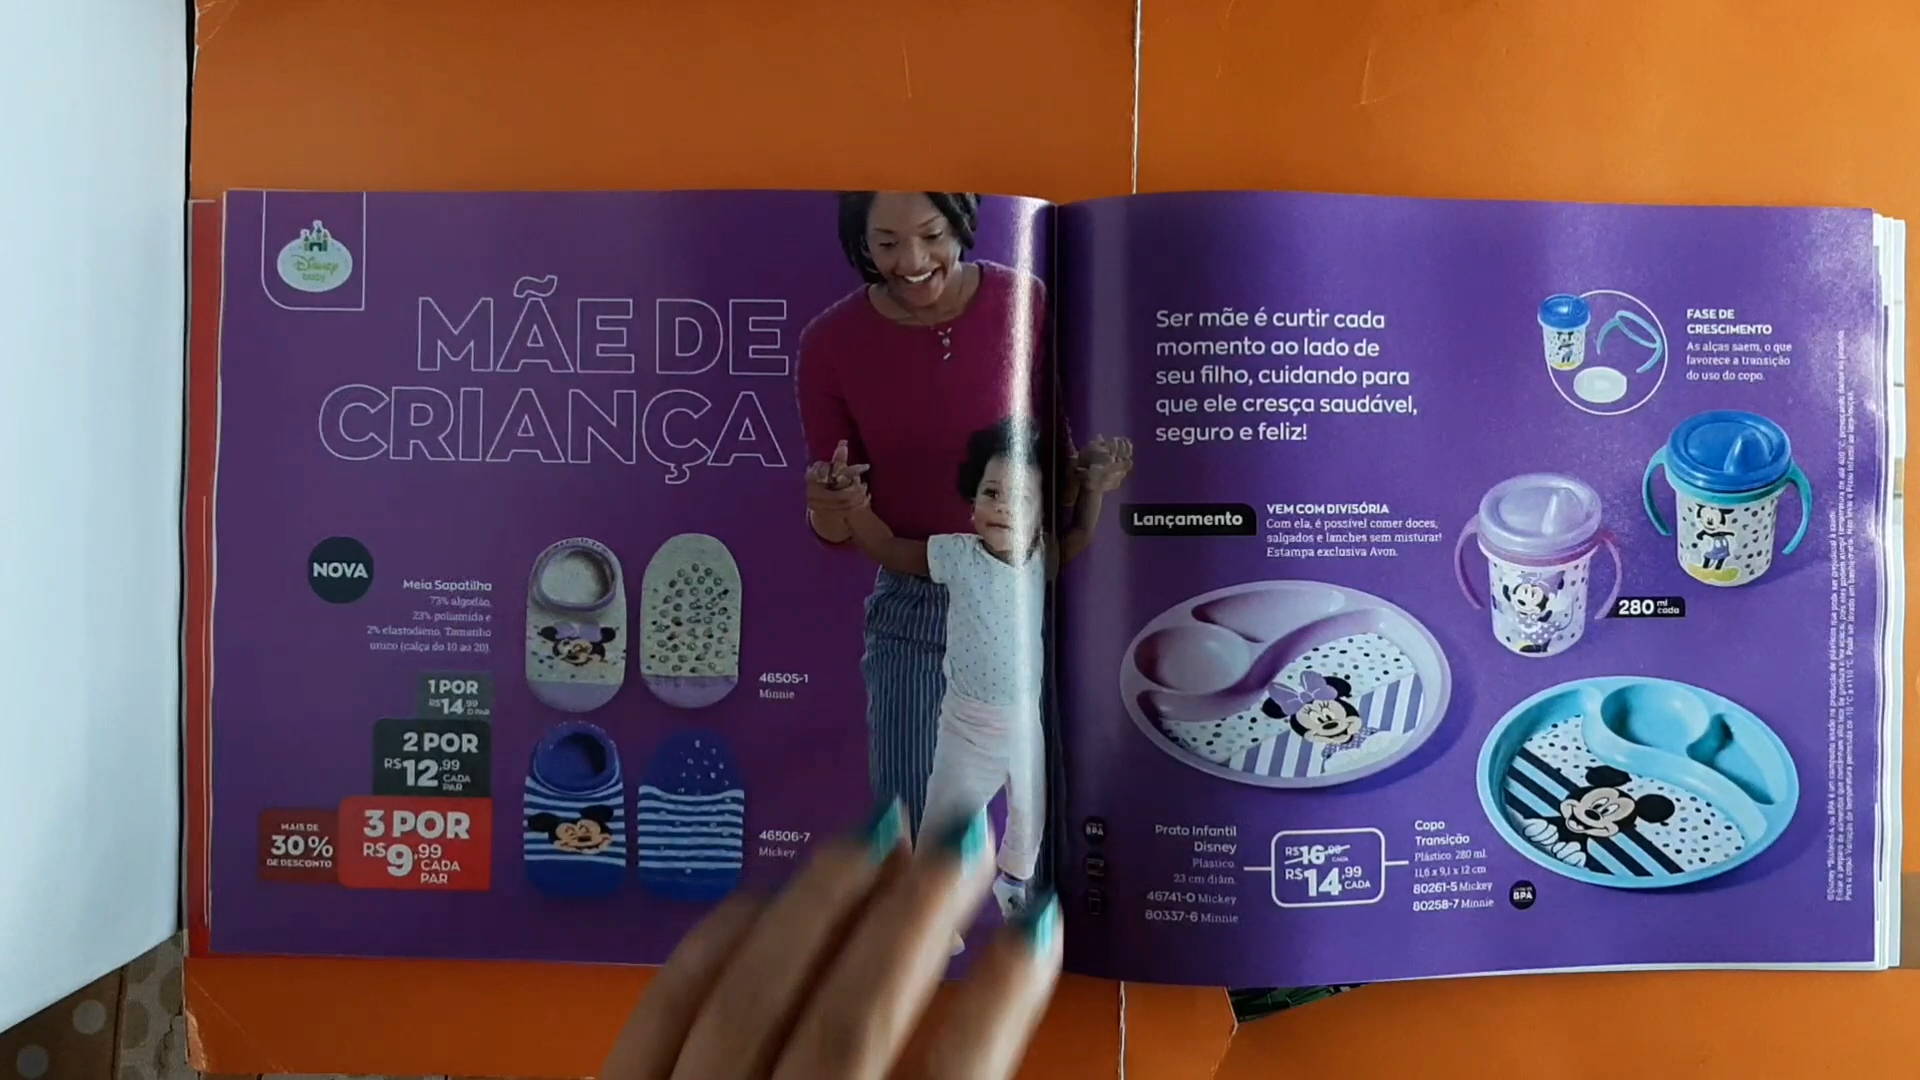 Disney
baby
MÃE DE
CRIANÇA
NOVA
Meia Sapatilha
75% algodão,
23% poliamida e
2% elastodieno. Tamanho
único (calça do 10 ao 20).
1 POR
R$14,99
O PAR
2 POR
R$12,99
CADA
PAR
MAIS DE
30%
DE DESCONTO
3 POR
R$9,99
CADA
PAR
46505-1
Minnie
46506-7
Mickey
Ser mãe é curtir cada
momento ao lado de
seu filho, cuidando para
que ele cresça saudável,
seguro e feliz!
FASE DE
CRESCIMENTO
As alças saem, o que
favorece a transição
do uso do copo.
Lançamento
VEM COM DIVISÓRIA
Com ela, é possível comer doces,
salgados e lanches sem misturar!
Estampa exclusiva Avon.
280 ml
cada
Prato Infantil
Disney
Plástico.
23 cm diâm.
46741-0 Mickey
80337-6 Minnie
R$14,99
CADA
Copo
Transição
Plástico. 280 ml.
11,6 x 9,1 x 12 cm
80261-5 Mickey
80258-7 Minnie
BPA
BPA